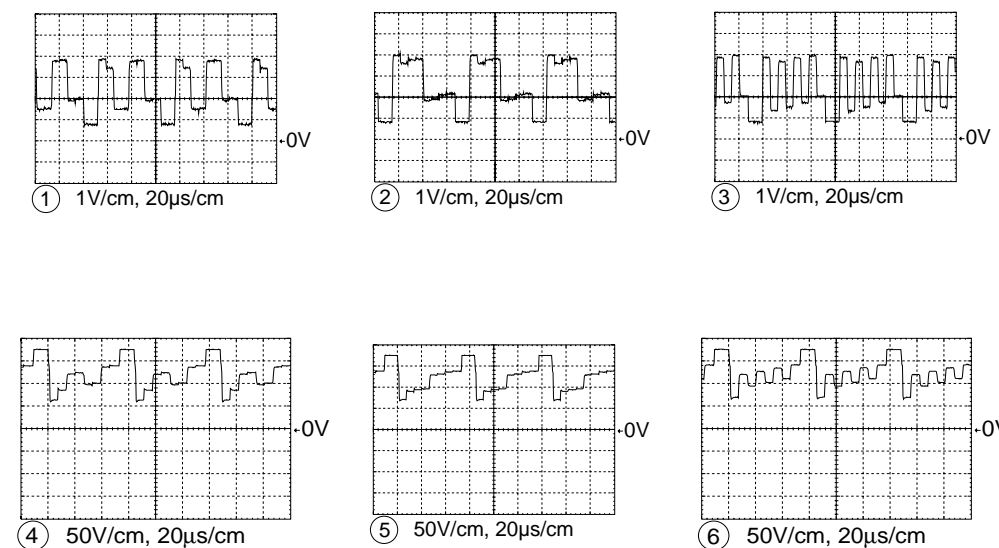 ←0V
←0V
←0V
① 1V/cm, 20µs/cm
② 1V/cm, 20µs/cm
③ 1V/cm, 20µs/cm
←0V
←0V
←0V
④ 50V/cm, 20µs/cm
⑤ 50V/cm, 20µs/cm
⑥ 50V/cm, 20µs/cm